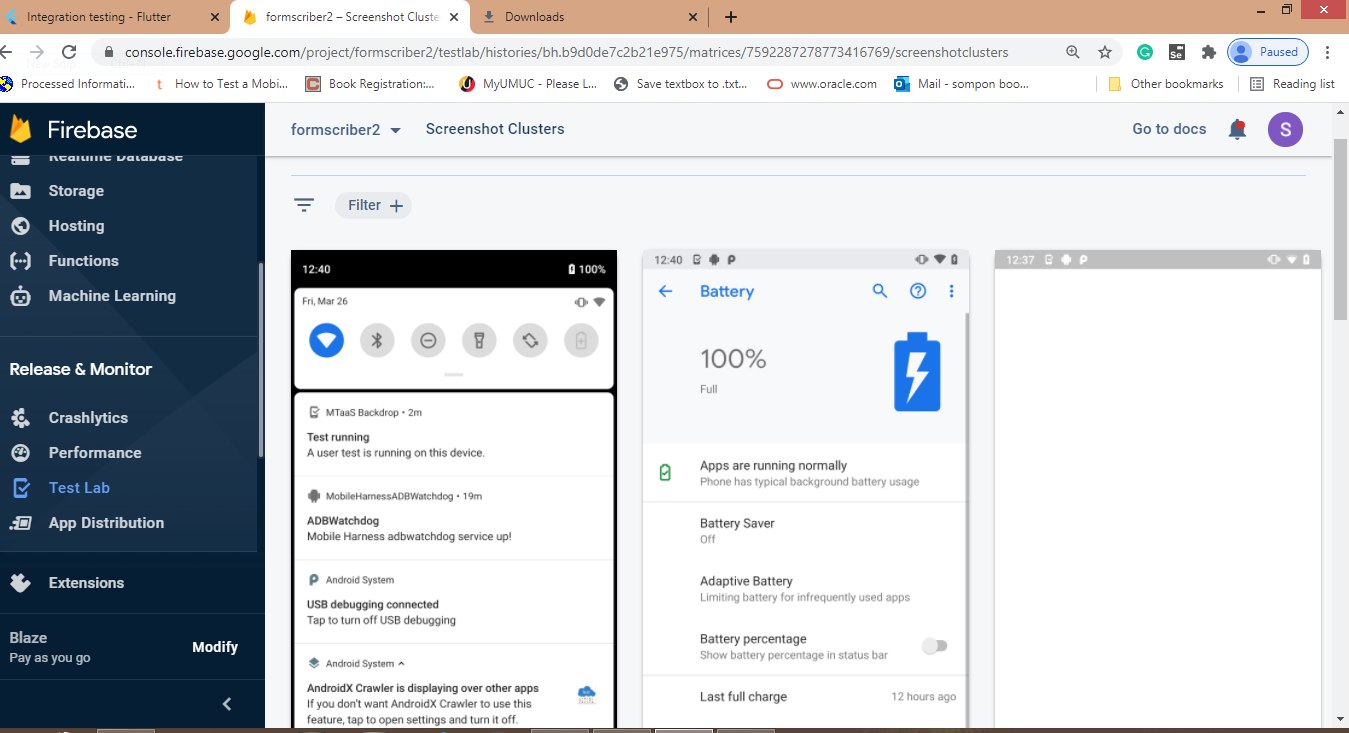 Integration testing - Flutter
formscriber2 – Screenshot Cluste
Downloads
console.firebase.google.com/project/formscriber2/testlab/histories/bh.b9d0de7c2b21e975/matrices/7592287278773416769/screenshotclusters
Se
Paused
Processed Informati...
How to Test a Mobi...
Book Registration:...
MyUMUC - Please L...
Save textbox to .txt...
www.oracle.com
Mail - sompon boo...
Other bookmarks
Reading list
Firebase
Realtime Database
Storage
Hosting
Functions
Machine Learning
Release & Monitor
Crashlytics
Performance
Test Lab
App Distribution
Extensions
Blaze
Pay as you go
Modify
formscriber2
Screenshot Clusters
Go to docs
S
Filter
12:40
100%
Fri, Mar 26
MTaaS Backdrop • 2m
Test running
A user test is running on this device.
MobileHarnessADBWatchdog • 19m
ADBWatchdog
Mobile Harness adbwatchdog service up!
Android System
USB debugging connected
Tap to turn off USB debugging
Android System
AndroidX Crawler is displaying over other apps
If you don't want AndroidX Crawler to use this
feature, tap to open settings and turn it off.
12:40
Battery
100%
Full
Apps are running normally
Phone has typical background battery usage
Battery Saver
Off
Adaptive Battery
Limiting battery for infrequently used apps
Battery percentage
Show battery percentage in status bar
Last full charge
12 hours ago
12:37